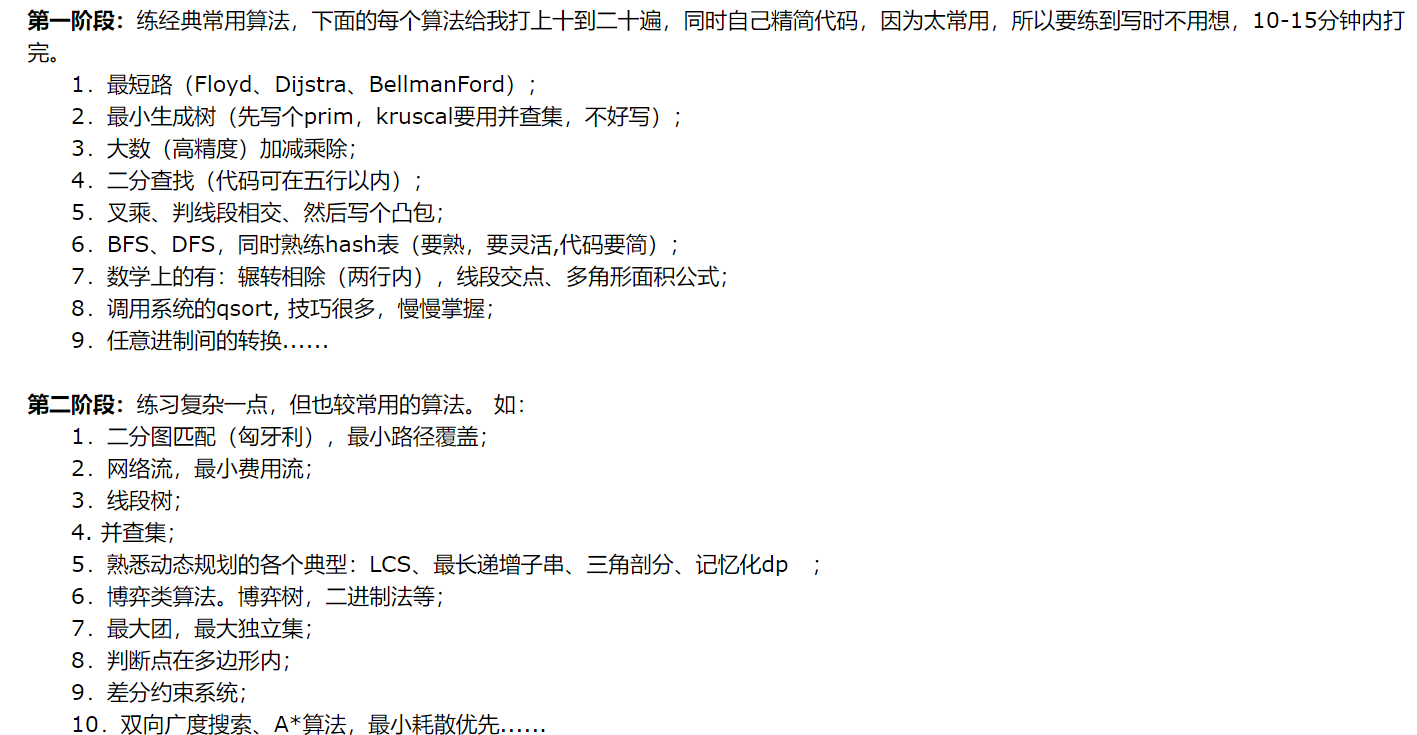 第一阶段：练经典常用算法，下面的每个算法给我打上十到二十遍，同时自己精简代码，因为太常用，所以要练到写时不用想，10-15分钟内打
完。
1．最短路（Floyd、Dijstra、BellmanFord）；
2．最小生成树（先写个prim，kruscal要用并查集，不好写）；
3．大数（高精度）加减乘除；
4．二分查找（代码可在五行以内）；
5．叉乘、判线段相交、然后写个凸包；
6．BFS、DFS，同时熟练hash表（要熟，要灵活,代码要简）；
7．数学上的有：辗转相除（两行内），线段交点、多角形面积公式；
8．调用系统的qsort, 技巧很多，慢慢掌握；
9．任意进制间的转换……
第二阶段：练习复杂一点，但也较常用的算法。 如：
1．二分图匹配（匈牙利），最小路径覆盖；
2．网络流，最小费用流；
3．线段树；
4. 并查集；
5．熟悉动态规划的各个典型：LCS、最长递增子串、三角剖分、记忆化dp ；
6．博弈类算法。博弈树，二进制法等；
7．最大团，最大独立集；
8．判断点在多边形内；
9．差分约束系统；
10．双向广度搜索、A*算法，最小耗散优先……